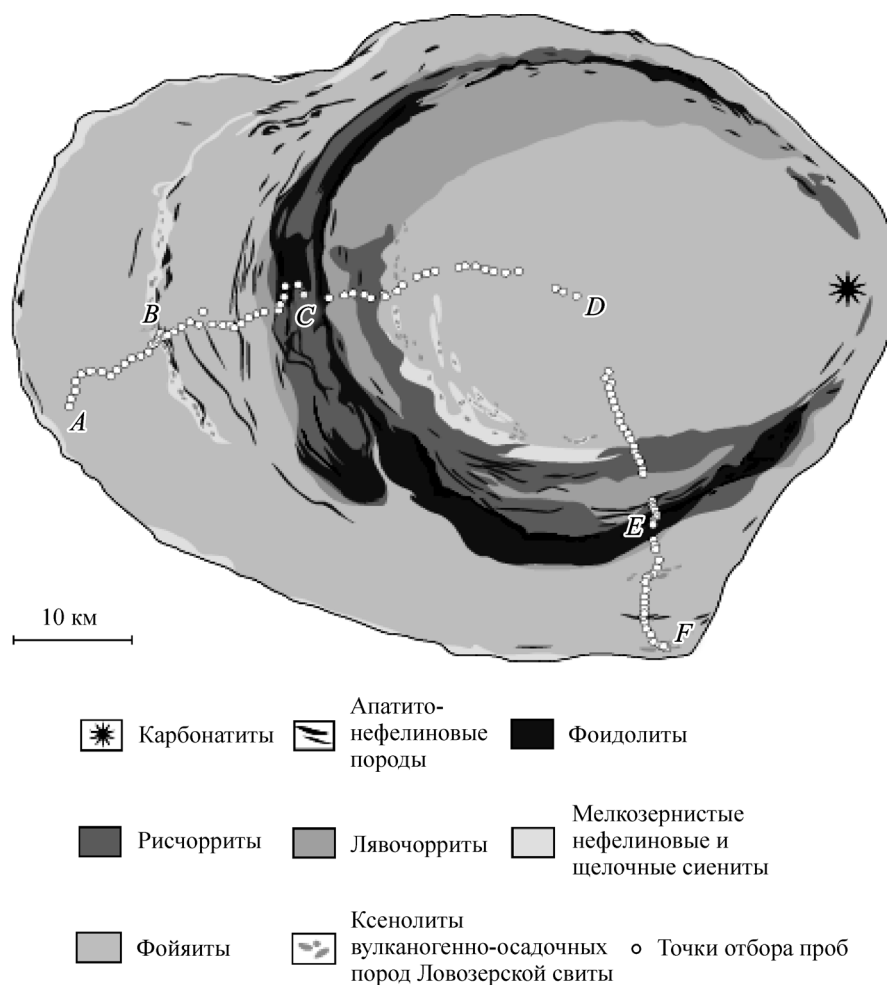 B
C
D
A
E
F
10 км
Карбонатиты
Апатито-
нефелиновые
породы
Фоидолиты
Рисчорриты
Лявочорриты
Мелкозернистые
нефелиновые и
щелочные сиениты
Фойяиты
Ксенолиты
вулканогенно-осадочных
пород Ловозерской свиты
Точки отбора проб